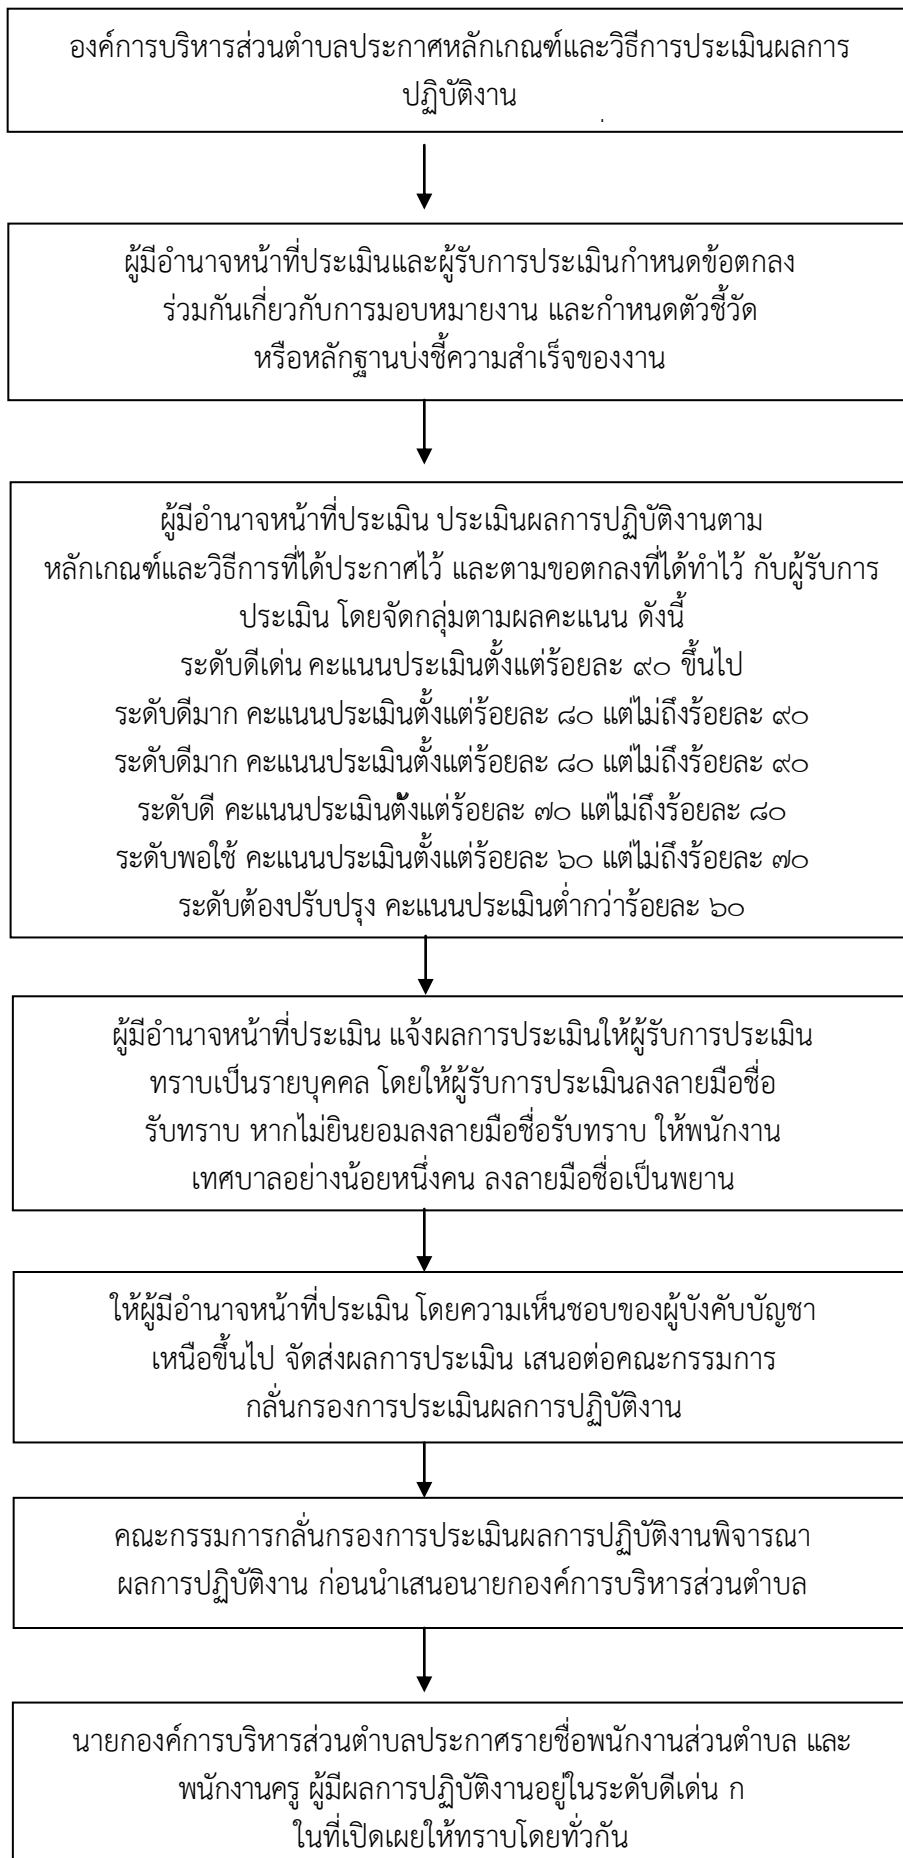 องค์การบริหารส่วนตำบลประกาศหลักเกณฑ์และวิธีการประเมินผลการ
ปฏิบัติงาน
ผู้มีอำนาจหน้าที่ประเมินและผู้รับการประเมินกำหนดข้อตกลง
ร่วมกันเกี่ยวกับการมอบหมายงาน และกำหนดตัวชี้วัด
หรือหลักฐานบ่งชี้ความสำเร็จของงาน
ผู้มีอำนาจหน้าที่ประเมิน ประเมินผลการปฏิบัติงานตาม
หลักเกณฑ์และวิธีการที่ได้ประกาศไว้ และตามขอตกลงที่ได้ทำไว้ กับผู้รับการ
ประเมิน โดยจัดกลุ่มตามผลคะแนน ดังนี้
ระดับดีเด่น คะแนนประเมินตั้งแต่ร้อยละ ๙๐ ขึ้นไป
ระดับดีมาก คะแนนประเมินตั้งแต่ร้อยละ ๘๐ แต่ไม่ถึงร้อยละ ๙๐
ระดับดีมาก คะแนนประเมินตั้งแต่ร้อยละ ๘๐ แต่ไม่ถึงร้อยละ ๙๐
ระดับดี คะแนนประเมินตั้งแต่ร้อยละ ๗๐ แต่ไม่ถึงร้อยละ ๘๐
ระดับพอใช้ คะแนนประเมินตั้งแต่ร้อยละ ๖๐ แต่ไม่ถึงร้อยละ ๗๐
ระดับต้องปรับปรุง คะแนนประเมินต่ำกว่าร้อยละ ๖๐
ผู้มีอำนาจหน้าที่ประเมิน แจ้งผลการประเมินให้ผู้รับการประเมิน
ทราบเป็นรายบุคคล โดยให้ผู้รับการประเมินลงลายมือชื่อ
รับทราบ หากไม่ยินยอมลงลายมือชื่อรับทราบ ให้พนักงาน
เทศบาลอย่างน้อยหนึ่งคน ลงลายมือชื่อเป็นพยาน
ให้ผู้มีอำนาจหน้าที่ประเมิน โดยความเห็นชอบของผู้บังคับบัญชา
เหนือขึ้นไป จัดส่งผลการประเมิน เสนอต่อคณะกรรมการ
กลั่นกรองการประเมินผลการปฏิบัติงาน
คณะกรรมการกลั่นกรองการประเมินผลการปฏิบัติงานพิจารณา
ผลการปฏิบัติงาน ก่อนนำเสนอนายกองค์การบริหารส่วนตำบล
นายกองค์การบริหารส่วนตำบลประกาศรายชื่อพนักงานส่วนตำบล และ
พนักงานครู ผู้มีผลการปฏิบัติงานอยู่ในระดับดีเด่น ก
ในที่เปิดเผยให้ทราบโดยทั่วกัน